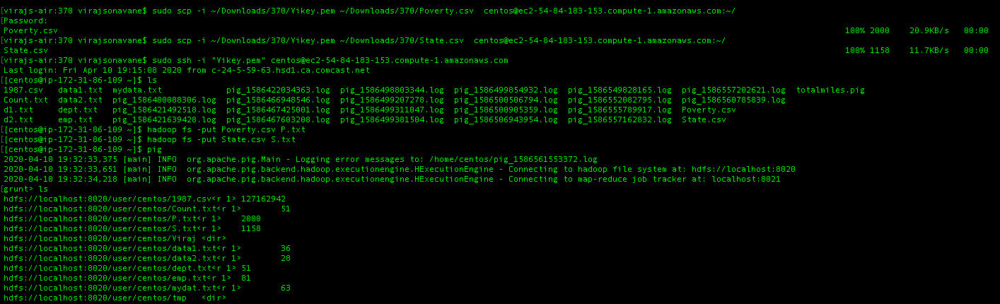 [virajs-air:370 virajsonavane$ sudo scp -i ~/Downloads/370/Vikey.pem ~/Downloads/370/Poverty.csv  centos@ec2-54-84-183-153.compute-1.amazonaws.com:~/
[Password:
Poverty.csv                                                      100% 2000    20.9KB/s   00:00
[virajs-air:370 virajsonavane$ sudo scp -i ~/Downloads/370/Vikey.pem ~/Downloads/370/State.csv  centos@ec2-54-84-183-153.compute-1.amazonaws.com:~/
State.csv                                                        100% 1158    11.7KB/s   00:00
[virajs-air:370 virajsonavane$ sudo ssh -i "Vikey.pem" centos@ec2-54-84-183-153.compute-1.amazonaws.com
Last login: Fri Apr 10 19:15:08 2020 from c-24-5-59-63.hsd1.ca.comcast.net
[[centos@ip-172-31-86-109 ~]$ ls
1987.csv   data1.txt  mydata.txt             pig_1586422034363.log  pig_1586498803344.log  pig_1586499854932.log  pig_1586549828165.log  pig_1586557202621.log  totalmiles.pig
Count.txt  data2.txt  pig_1586400088306.log  pig_1586466948546.log  pig_1586499207278.log  pig_1586500506794.log  pig_1586552082795.log  pig_1586560785839.log
d1.txt     dept.txt   pig_1586421492518.log  pig_1586467425001.log  pig_1586499311047.log  pig_1586500905359.log  pig_1586555789917.log  Poverty.csv
d2.txt     emp.txt    pig_1586421639428.log  pig_1586467603208.log  pig_1586499381504.log  pig_1586506943954.log  pig_1586557162832.log  State.csv
[[centos@ip-172-31-86-109 ~]$ hadoop fs -put Poverty.csv P.txt
[[centos@ip-172-31-86-109 ~]$ hadoop fs -put State.csv S.txt
[[centos@ip-172-31-86-109 ~]$ pig
2020-04-10 19:32:33,375 [main] INFO  org.apache.pig.Main - Logging error messages to: /home/centos/pig_1586561553372.log
2020-04-10 19:32:33,651 [main] INFO  org.apache.pig.backend.hadoop.executionengine.HExecutionEngine - Connecting to hadoop file system at: hdfs://localhost:8020
2020-04-10 19:32:34,218 [main] INFO  org.apache.pig.backend.hadoop.executionengine.HExecutionEngine - Connecting to map-reduce job tracker at: localhost:8021
[grunt> ls
hdfs://localhost:8020/user/centos/1987.csv<r 1> 127162942
hdfs://localhost:8020/user/centos/Count.txt<r 1>        51
hdfs://localhost:8020/user/centos/P.txt<r 1>    2000
hdfs://localhost:8020/user/centos/S.txt<r 1>    1158
hdfs://localhost:8020/user/centos/Viraj <dir>
hdfs://localhost:8020/user/centos/data1.txt<r 1>        36
hdfs://localhost:8020/user/centos/data2.txt<r 1>        28
hdfs://localhost:8020/user/centos/dept.txt<r 1> 51
hdfs://localhost:8020/user/centos/emp.txt<r 1>  81
hdfs://localhost:8020/user/centos/mydat.txt<r 1>        63
hdfs://localhost:8020/user/centos/tmp   <dir>